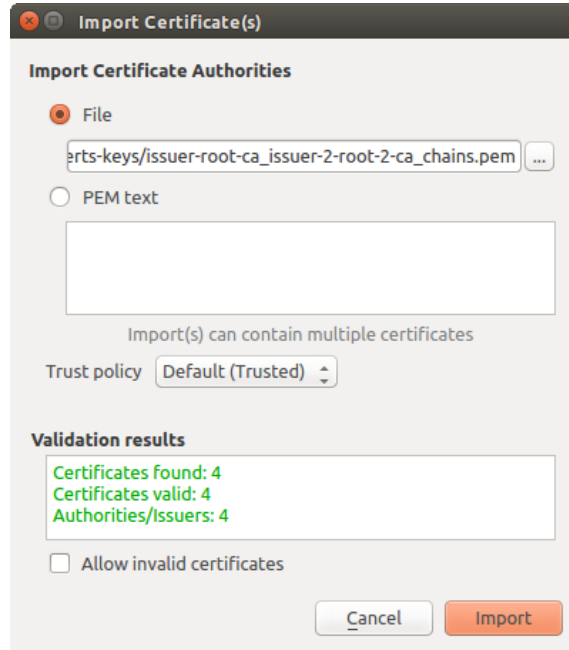 Import Certificate(s)
Import Certificate Authorities
File
erts-keys/issuer-root-ca_issuer-2-root-2-ca_chains.pem ...
PEM text
Import(s) can contain multiple certificates
Trust policy Default (Trusted)
Validation results
Certificates found: 4
Certificates valid: 4
Authorities/Issuers: 4
Allow invalid certificates
Cancel Import